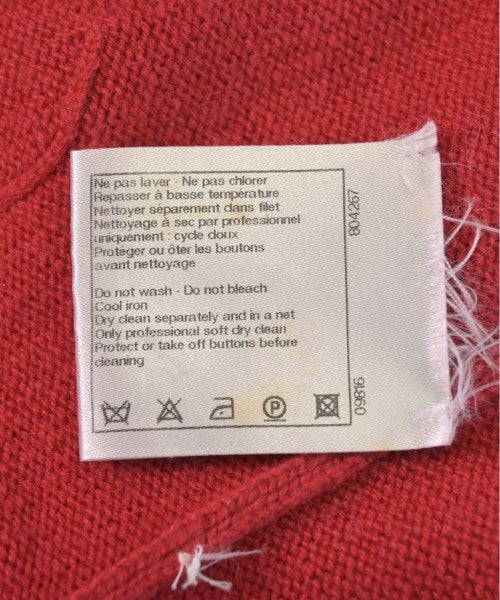 Ne pas laver - Ne pas chlorer
Repasser à basse température
Nettoyer séparement dans filet
Nettoyage à sec par professionnel
uniquement : cycle doux
Protéger ou ôter les boutons
avant nettoyage
Do not wash - Do not bleach
Cool iron
Dry clean separately and in a net
Only professional soft dry clean
Protect or take off buttons before
cleaning
P
804267
09816